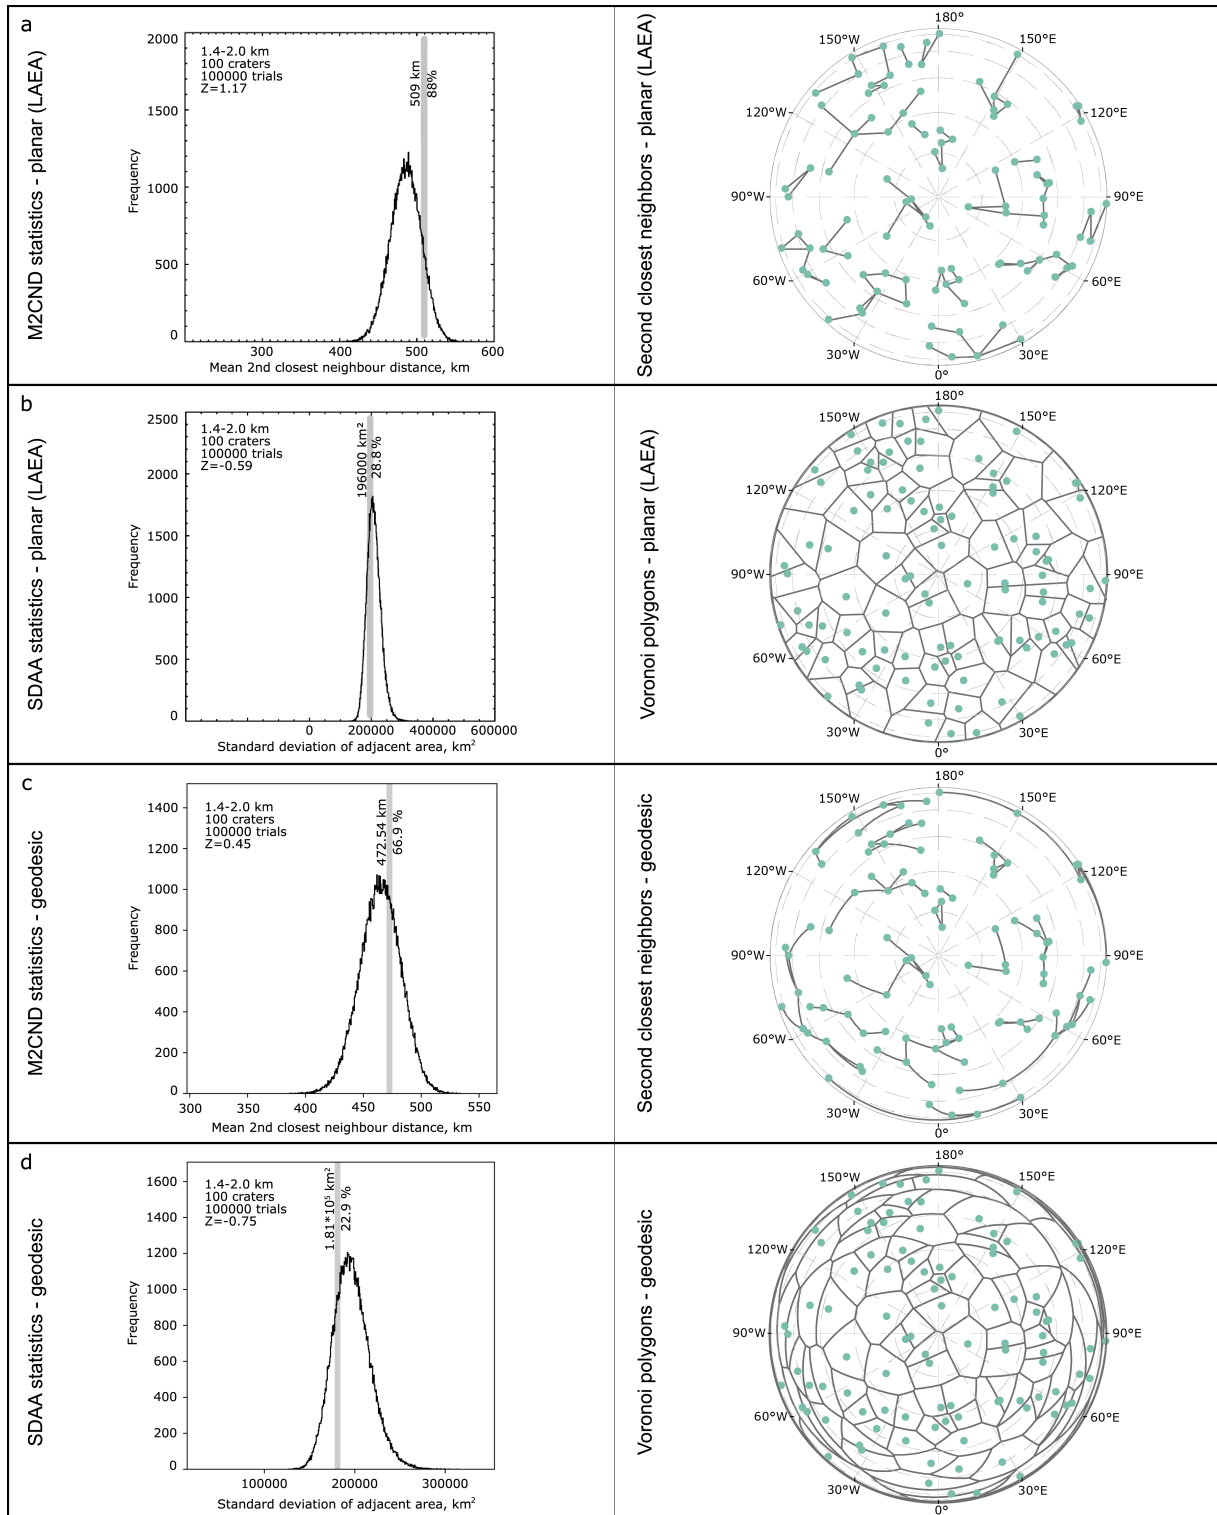 a
M2CND statistics - planar (LAEA)
1.4-2.0 km
100 craters
100000 trials
Z=1.17
509 km
88%
Frequency
2000
1500
1000
500
0
300
400
500
600
Mean 2nd closest neighbour distance, km
Second closest neighbors - planar (LAEA)
180°
150°W
150°E
120°W
120°E
90°W
90°E
60°W
60°E
30°W
30°E
0°
b
SDAA statistics - planar (LAEA)
1.4-2.0 km
100 craters
100000 trials
Z=-0.59
196000 km²
28.8 %
Frequency
2500
2000
1500
1000
500
0
0
200000
400000
600000
Standard deviation of adjacent area, km²
Voronoi polygons - planar (LAEA)
180°
150°W
150°E
120°W
120°E
90°W
90°E
60°W
60°E
30°W
30°E
0°
c
M2CND statistics - geodesic
1.4-2.0 km
100 craters
100000 trials
Z=0.45
472.54 km
66.9 %
Frequency
1400
1200
1000
800
600
400
200
0
300
350
400
450
500
550
Mean 2nd closest neighbour distance, km
Second closest neighbors - geodesic
180°
150°W
150°E
120°W
120°E
90°W
90°E
60°W
60°E
30°W
30°E
0°
d
SDAA statistics - geodesic
1.4-2.0 km
100 craters
100000 trials
Z=-0.75
1.81*10⁵ km²
22.9 %
Frequency
1600
1400
1200
1000
800
600
400
200
0
100000
200000
300000
Standard deviation of adjacent area, km²
Voronoi polygons - geodesic
180°
150°W
150°E
120°W
120°E
90°W
90°E
60°W
60°E
30°W
30°E
0°